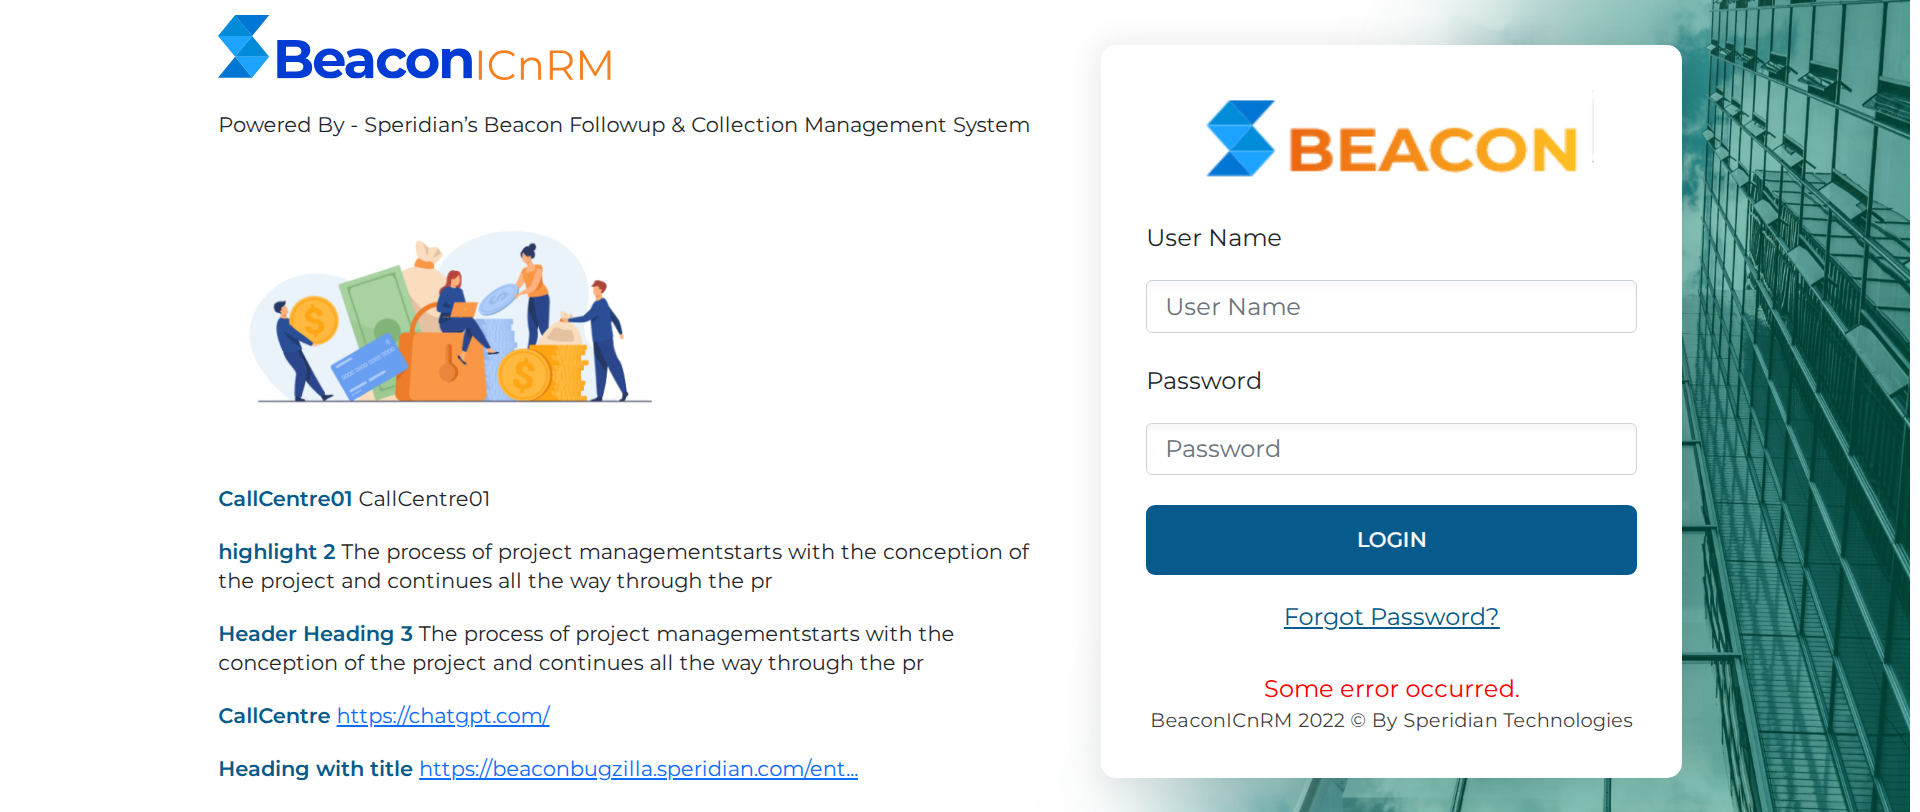 BeaconICnRM
Powered By - Speridian’s Beacon Followup & Collection Management System
CallCentre01 CallCentre01
highlight 2 The process of project managementstarts with the conception of
the project and continues all the way through the pr
Header Heading 3 The process of project managementstarts with the
conception of the project and continues all the way through the pr
CallCentre https://chatgpt.com/
Heading with title https://beaconbugzilla.speridian.com/ent...
BEACON
User Name
User Name
Password
Password
LOGIN
Forgot Password?
Some error occurred.
BeaconICnRM 2022 © By Speridian Technologies